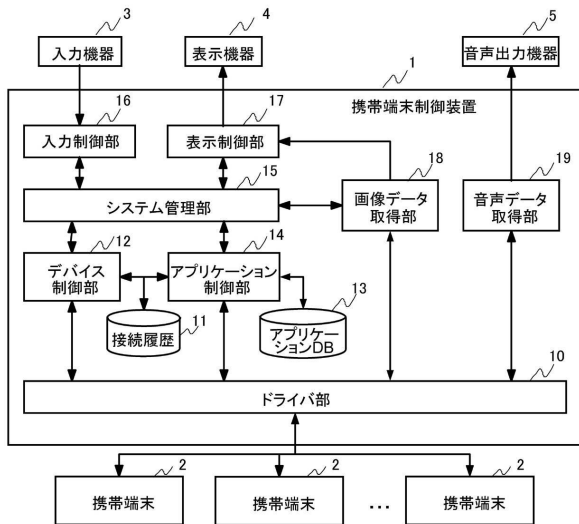 3
4
5
入力機器
表示機器
音声出力機器
1
携帯端末制御装置
16
17
入力制御部
表示制御部
18
19
15
システム管理部
画像データ
取得部
音声データ
取得部
12
14
デバイス
制御部
アプリケーション
制御部
13
11
接続履歴
アプリケー
ションDB
10
ドライバ部
2
2
2
携帯端末
携帯端末
…
携帯端末